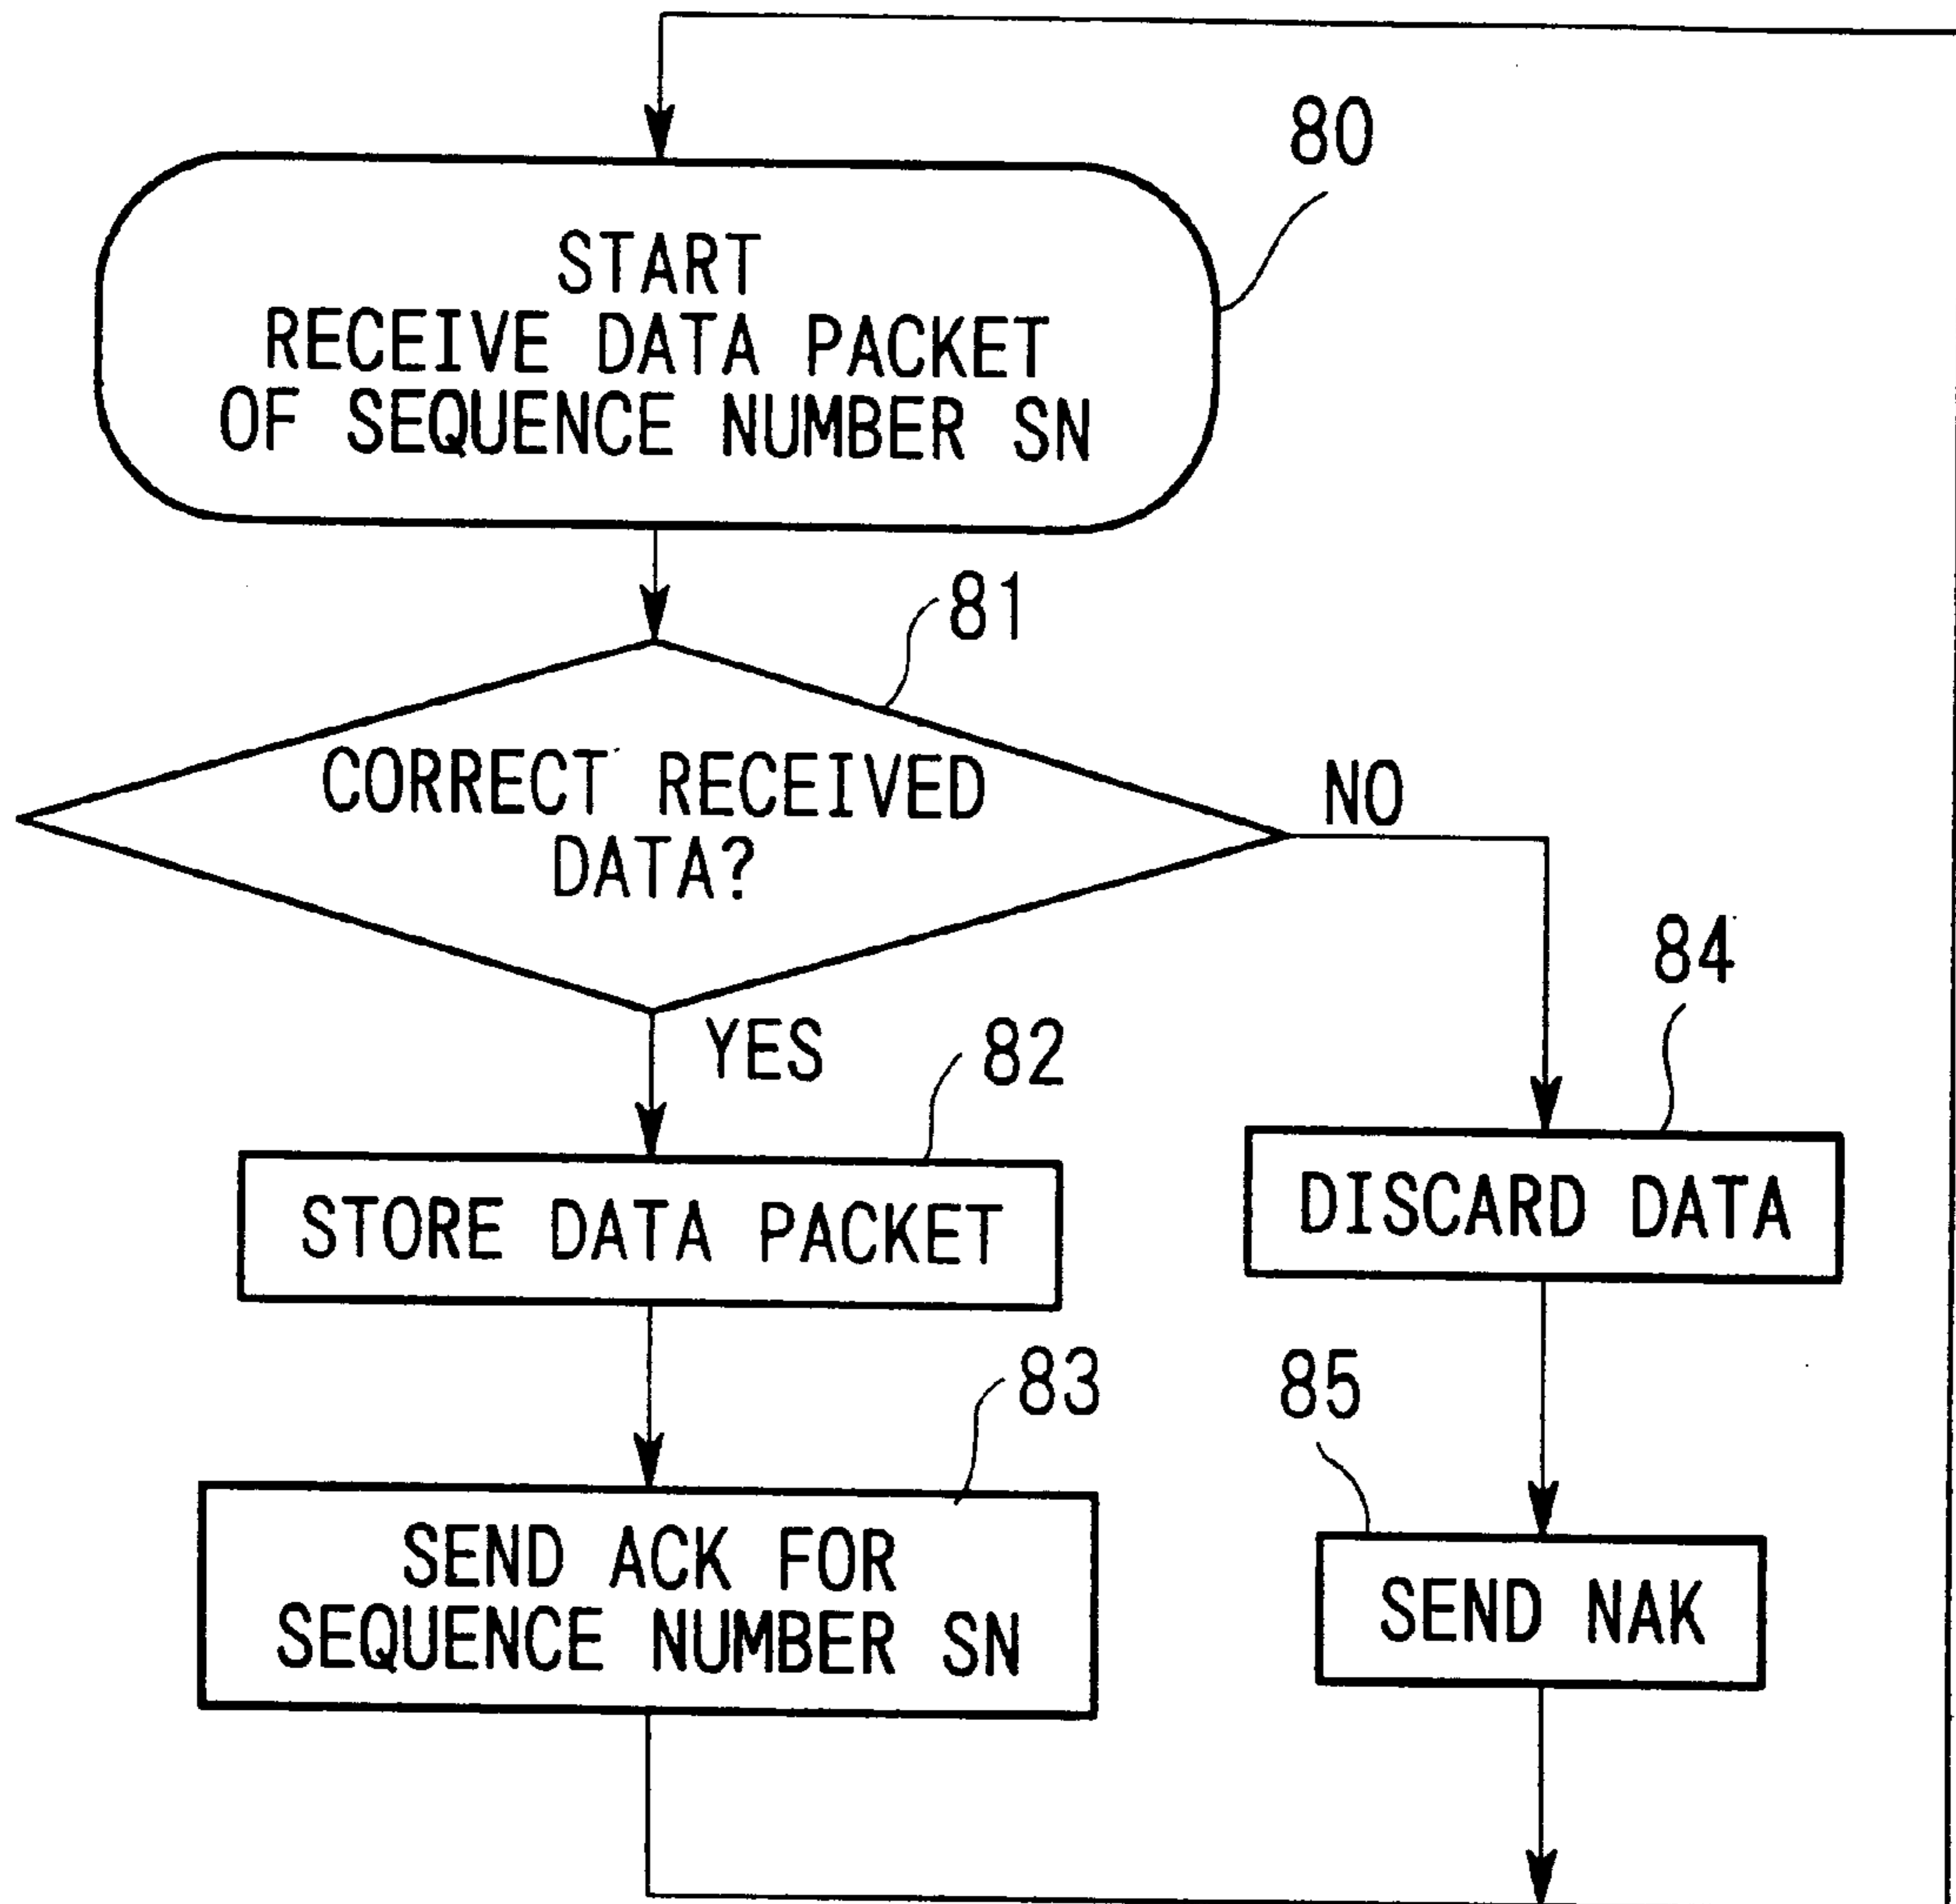 80
START
RECEIVE DATA PACKET
OF SEQUENCE NUMBER SN
81
CORRECT RECEIVED
DATA?
NO
YES
82
84
STORE DATA PACKET
DISCARD DATA
83
85
SEND ACK FOR
SEQUENCE NUMBER SN
SEND NAK